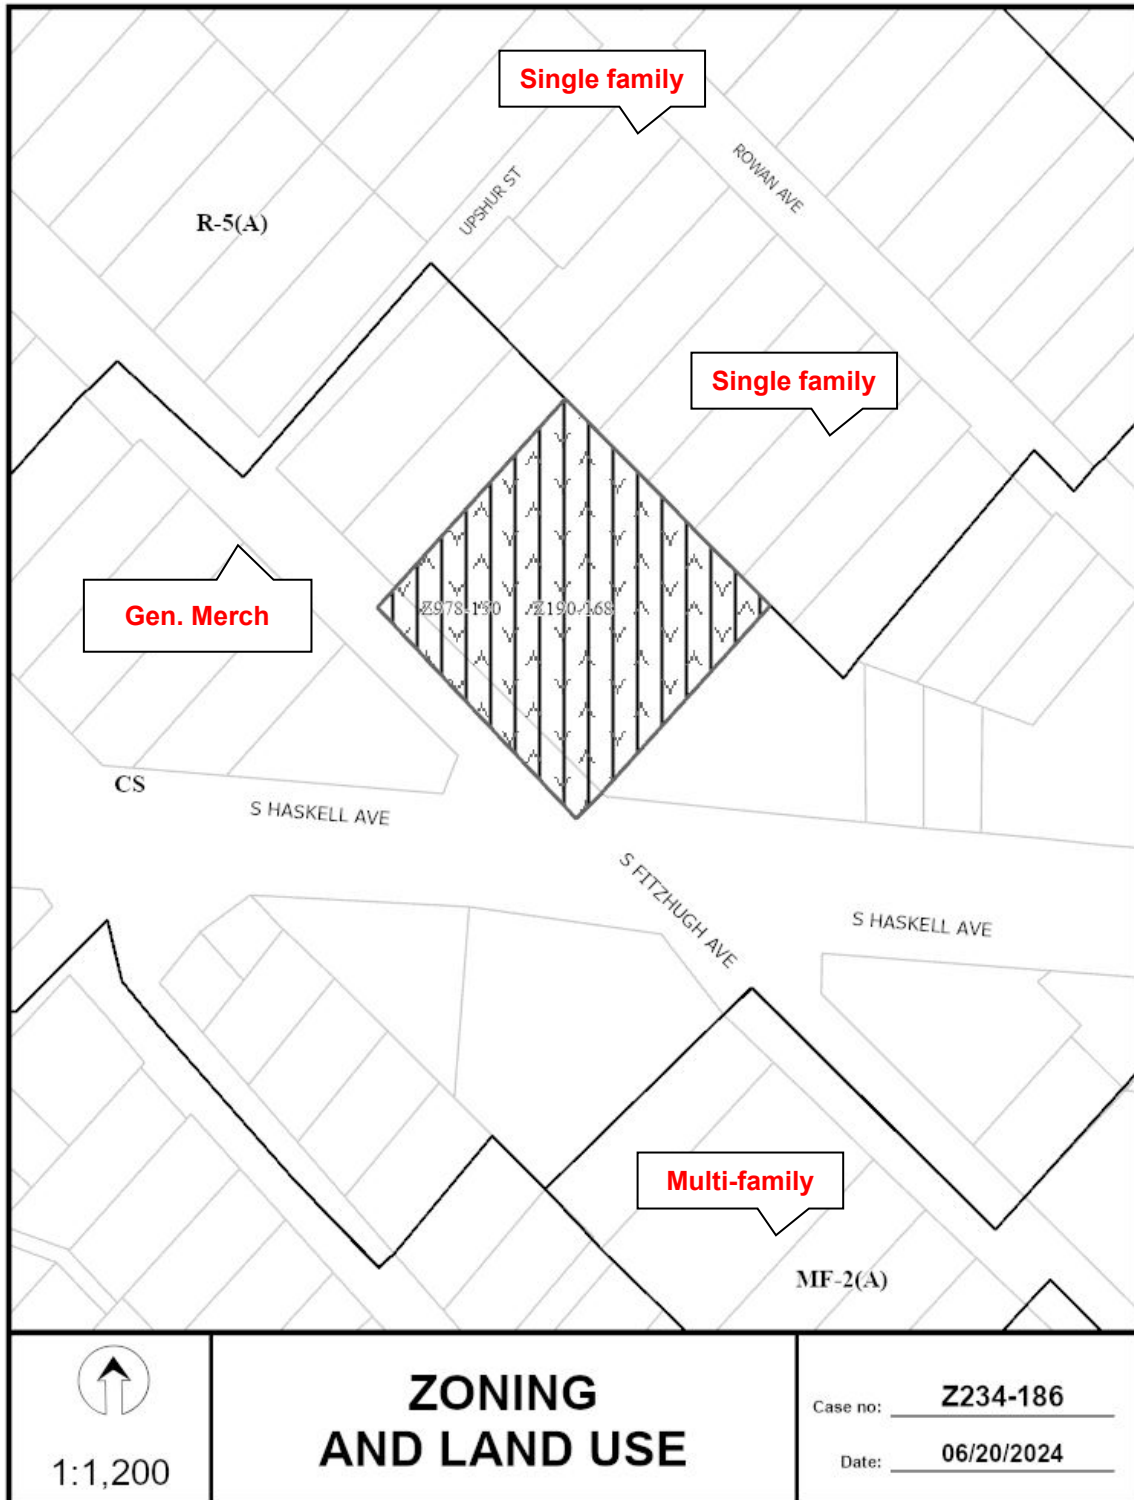 Single family
ROWAN AVE
UPSHUR ST
R-5(A)
Single family
Gen. Merch
Z978-150
Z190-168
CS
S HASKELL AVE
S FITZHUGH AVE
S HASKELL AVE
Multi-family
MF-2(A)
1:1,200
ZONING
AND LAND USE
Case no: Z234-186
Date: 06/20/2024